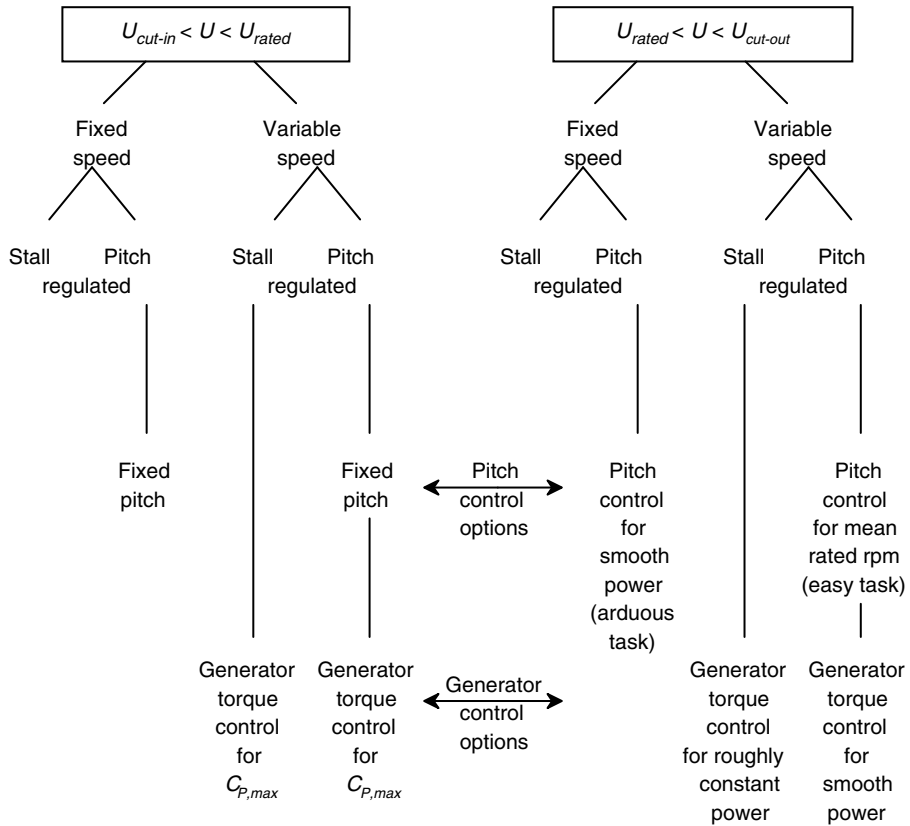 U_cut-in < U < U_rated
U_rated < U < U_cut-out
Fixed
speed
Variable
speed
Fixed
speed
Variable
speed
Stall Pitch
regulated
Stall Pitch
regulated
Stall Pitch
regulated
Stall Pitch
regulated
Fixed
pitch
Fixed
pitch
Pitch
control
options
Pitch
control
for
smooth
power
(arduous
task)
Pitch
control
for mean
rated rpm
(easy task)
Generator
torque
control
for
C_P,max
Generator
torque
control
for
C_P,max
Generator
control
options
Generator
torque
control
for roughly
constant
power
Generator
torque
control
for
smooth
power